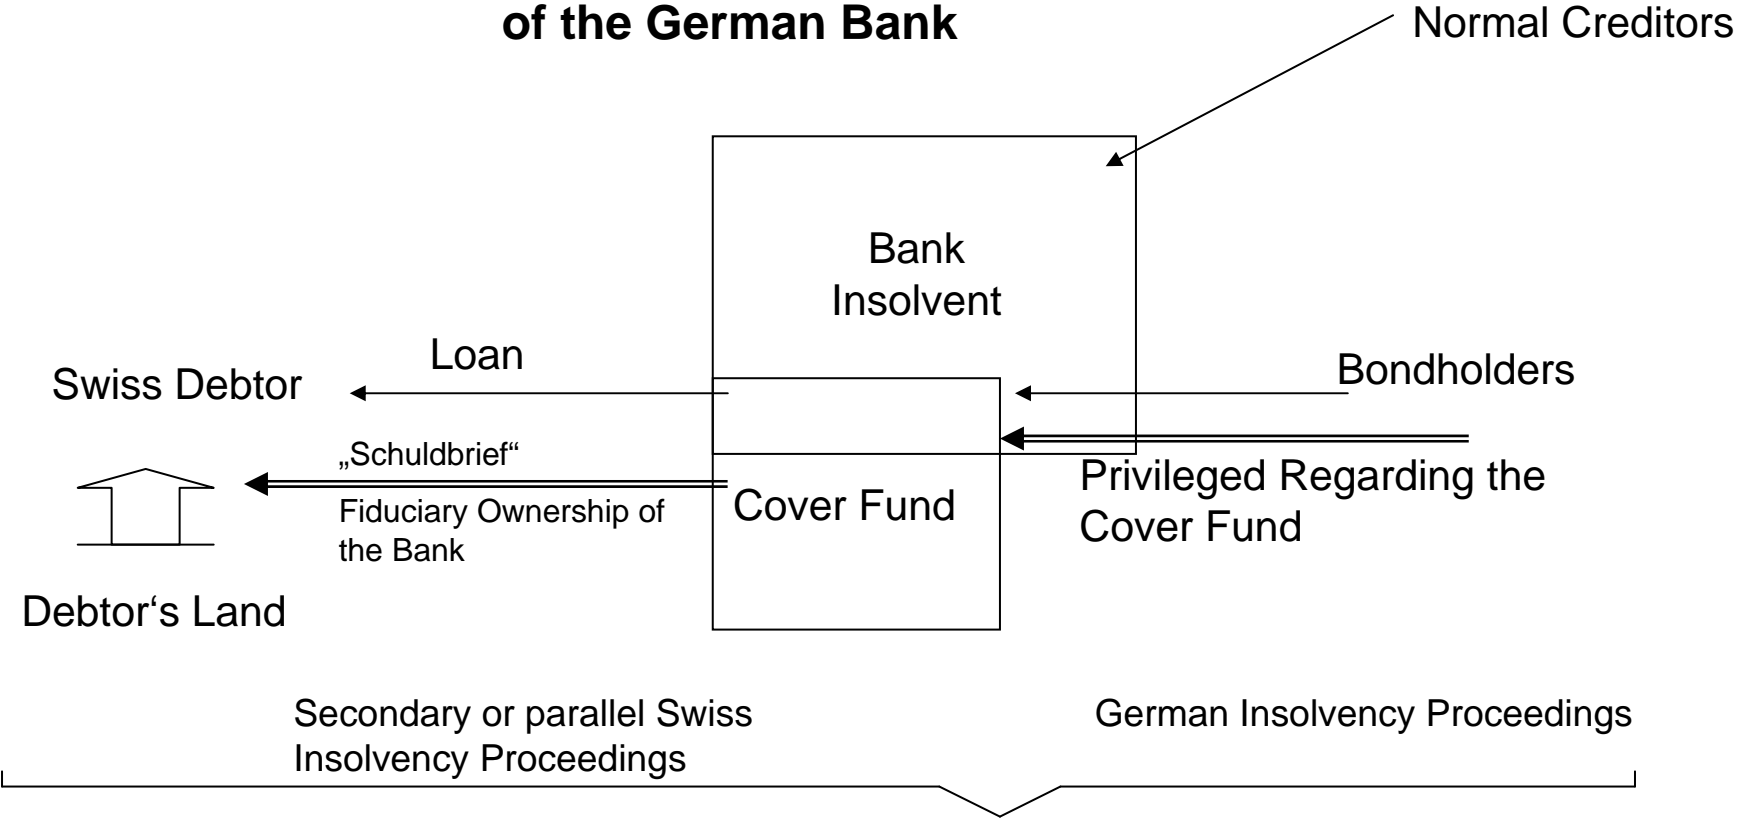 of the German Bank
Normal Creditors
Bank
Insolvent
Loan
Swiss Debtor
Bondholders
„Schuldbrief“
Fiduciary Ownership of
the Bank
Cover Fund
Privileged Regarding the
Cover Fund
Debtor‘s Land
Secondary or parallel Swiss
Insolvency Proceedings
German Insolvency Proceedings